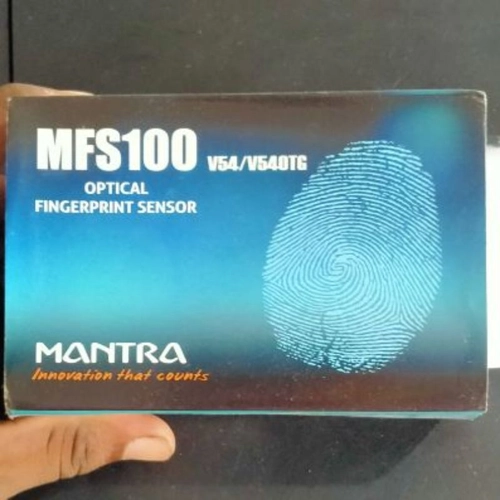 MFS100 V54/V540TG
OPTICAL
FINGERPRINT SENSOR
MANTRA
Innovation that counts